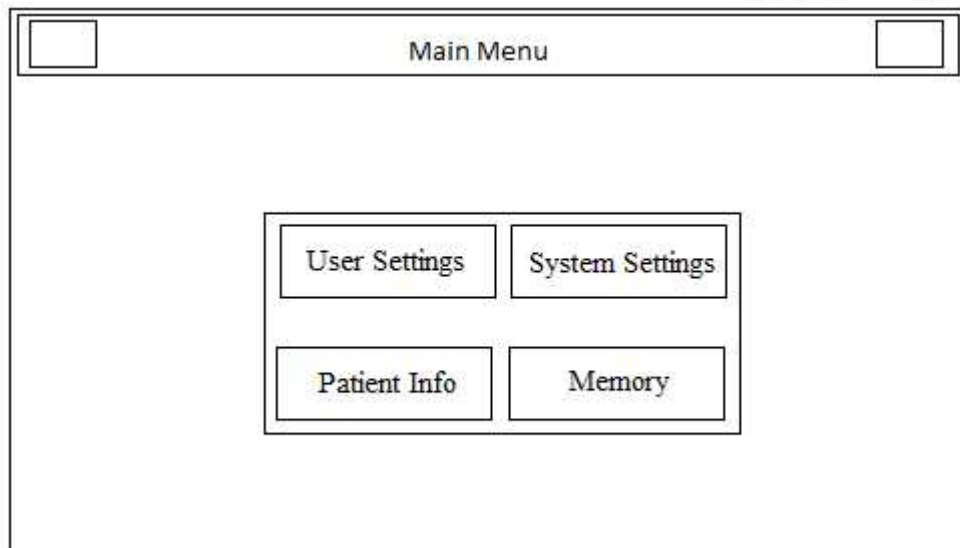 Main Menu
User Settings
System Settings
Patient Info
Memory